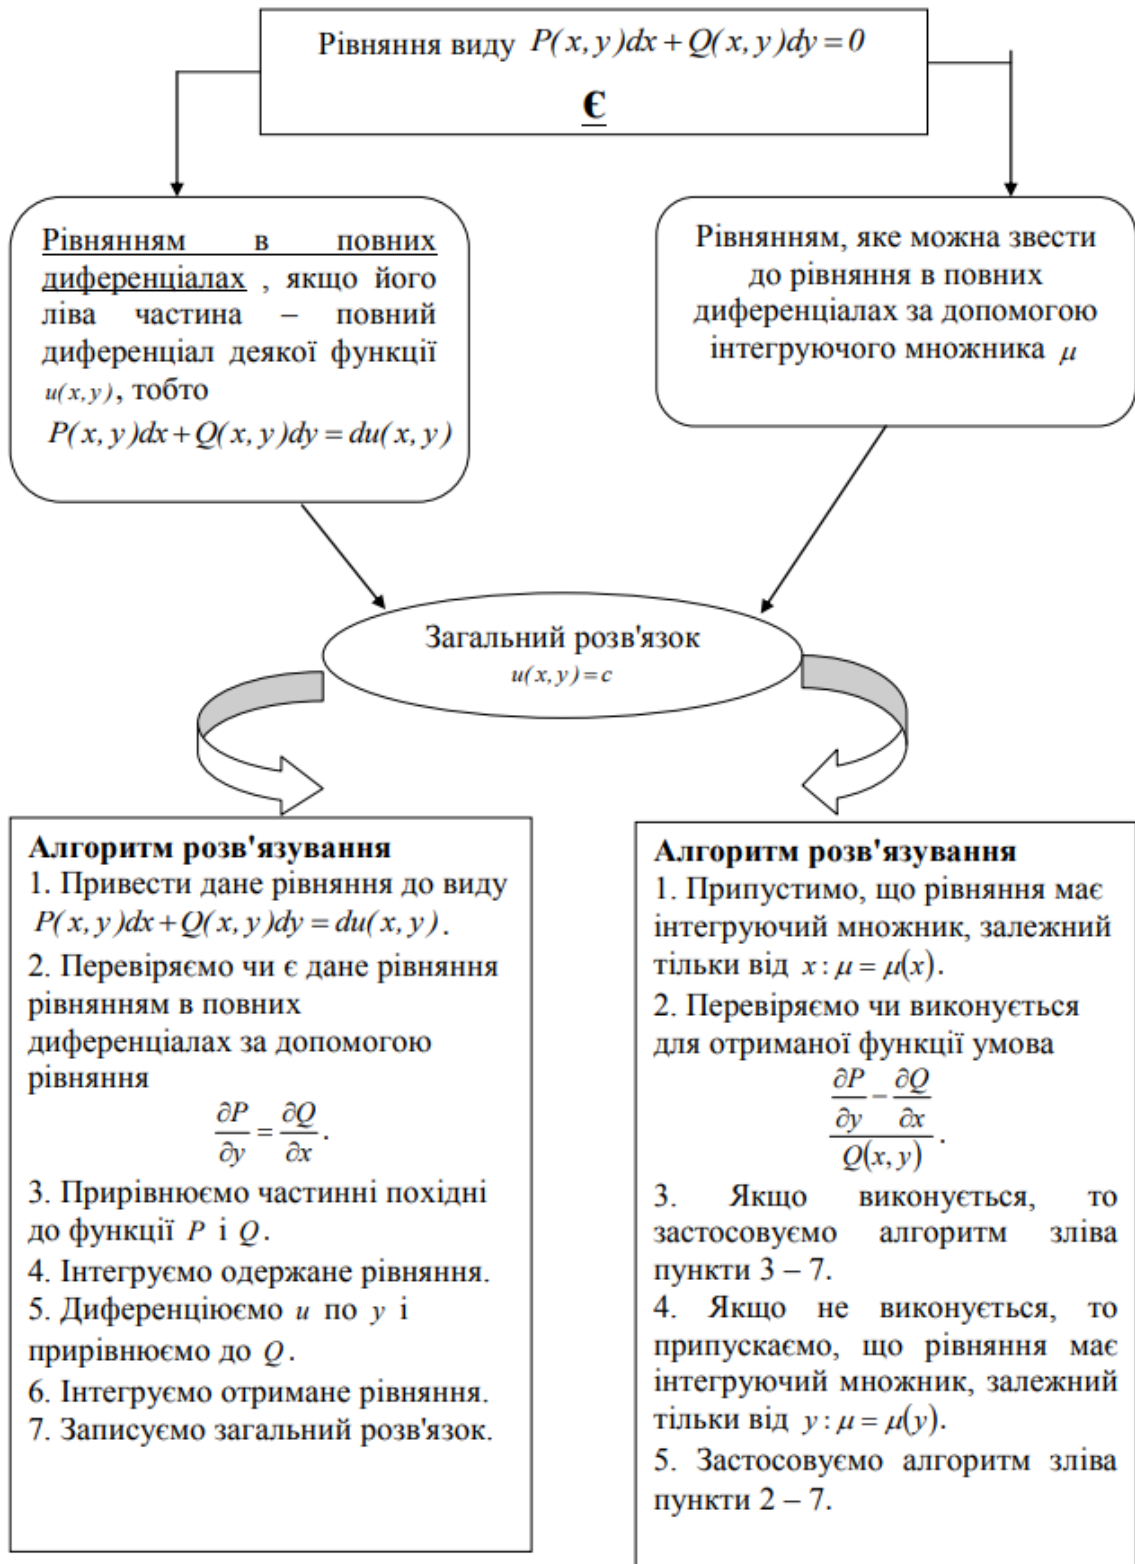 Рівняння виду P(x, y)dx + Q(x, y)dy = 0
Є
Рівнянням в повних
диференціалах , якщо його
ліва частина – повний
диференціал деякої функції
u(x, y), тобто
P(x, y)dx + Q(x, y)dy = du(x, y)
Рівнянням, яке можна звести
до рівняння в повних
диференціалах за допомогою
інтегруючого множника μ
Загальний розв'язок
u(x, y) = c
Алгоритм розв'язування
1. Привести дане рівняння до виду
P(x, y)dx + Q(x, y)dy = du(x, y).
2. Перевіряємо чи є дане рівняння
рівнянням в повних
диференціалах за допомогою
рівняння
∂P/∂y = ∂Q/∂x.
3. Прирівнюємо частинні похідні
до функції P і Q.
4. Інтегруємо одержане рівняння.
5. Диференціюємо u по y і
прирівнюємо до Q.
6. Інтегруємо отримане рівняння.
7. Записуємо загальний розв'язок.
Алгоритм розв'язування
1. Припустимо, що рівняння має
інтегруючий множник, залежний
тільки від x : μ = μ(x).
2. Перевіряємо чи виконується
для отриманої функції умова
(∂P/∂y − ∂Q/∂x)/Q(x, y).
3. Якщо виконується, то
застосовуємо алгоритм зліва
пункти 3 – 7.
4. Якщо не виконується, то
припускаємо, що рівняння має
інтегруючий множник, залежний
тільки від y : μ = μ(y).
5. Застосовуємо алгоритм зліва
пункти 2 – 7.